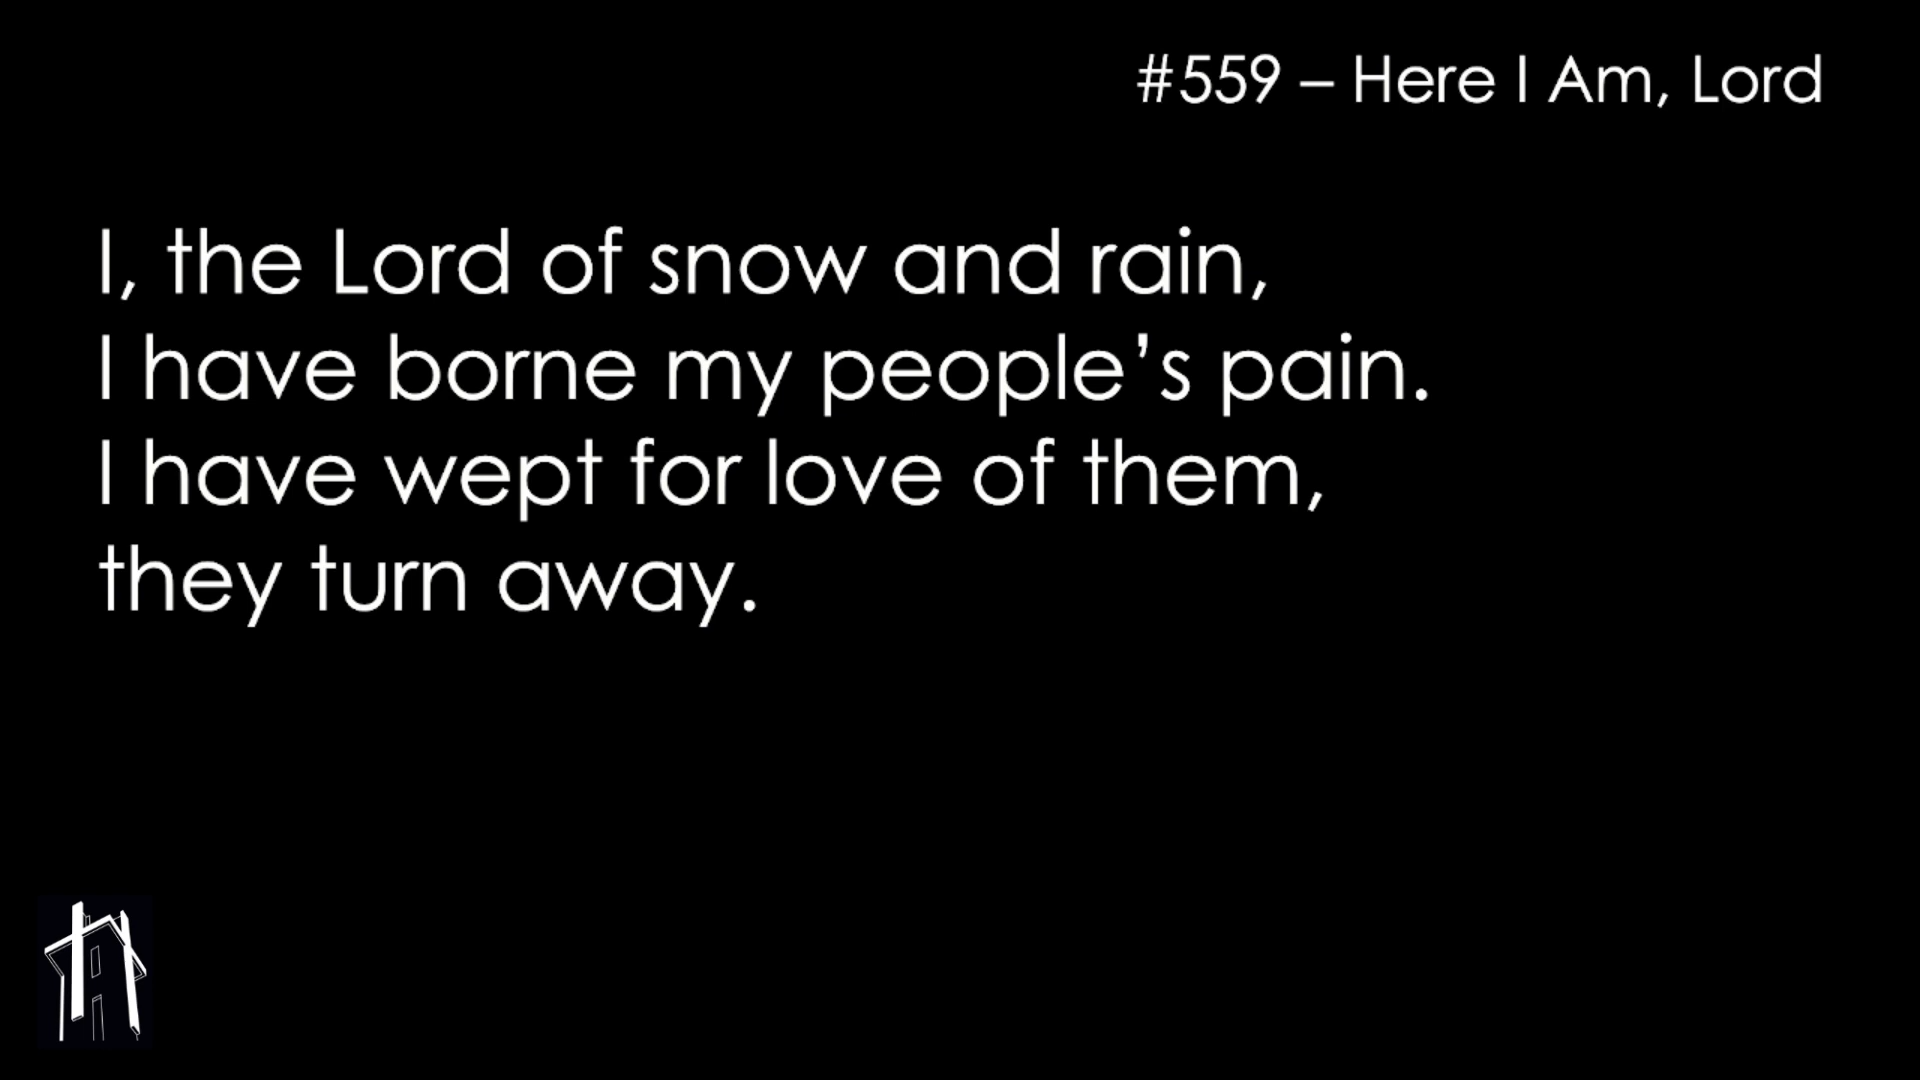 #559 – Here I Am, Lord
I, the Lord of snow and rain,
I have borne my people’s pain.
I have wept for love of them,
they turn away.